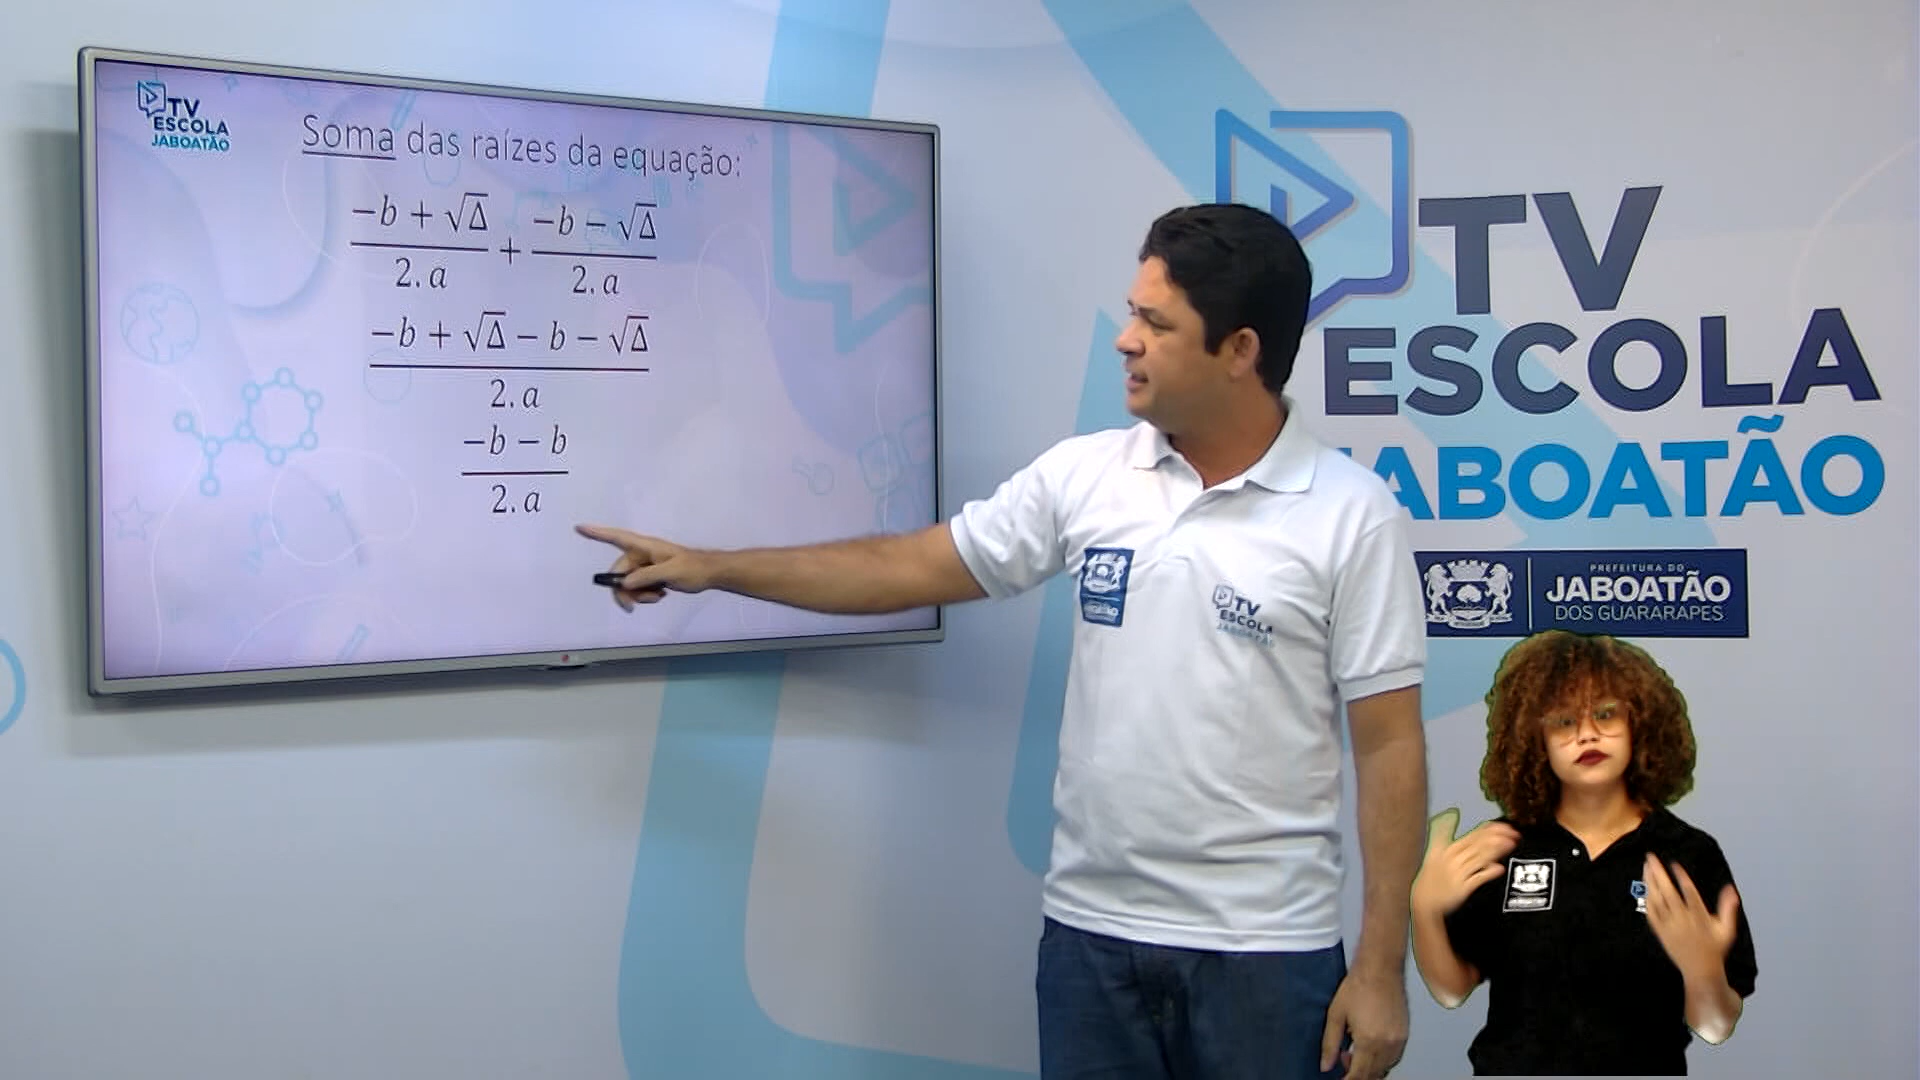 TV
ESCOLA
JABOATÃO
Soma das raízes da equação:
−b + √Δ / 2. a + −b − √Δ / 2. a
−b + √Δ − b − √Δ / 2. a
−b − b / 2. a
TV
ESCOLA
JABOATÃO
PREFEITURA DO
JABOATÃO
DOS GUARARAPES
TV
ESCOLA
JABOATÃO